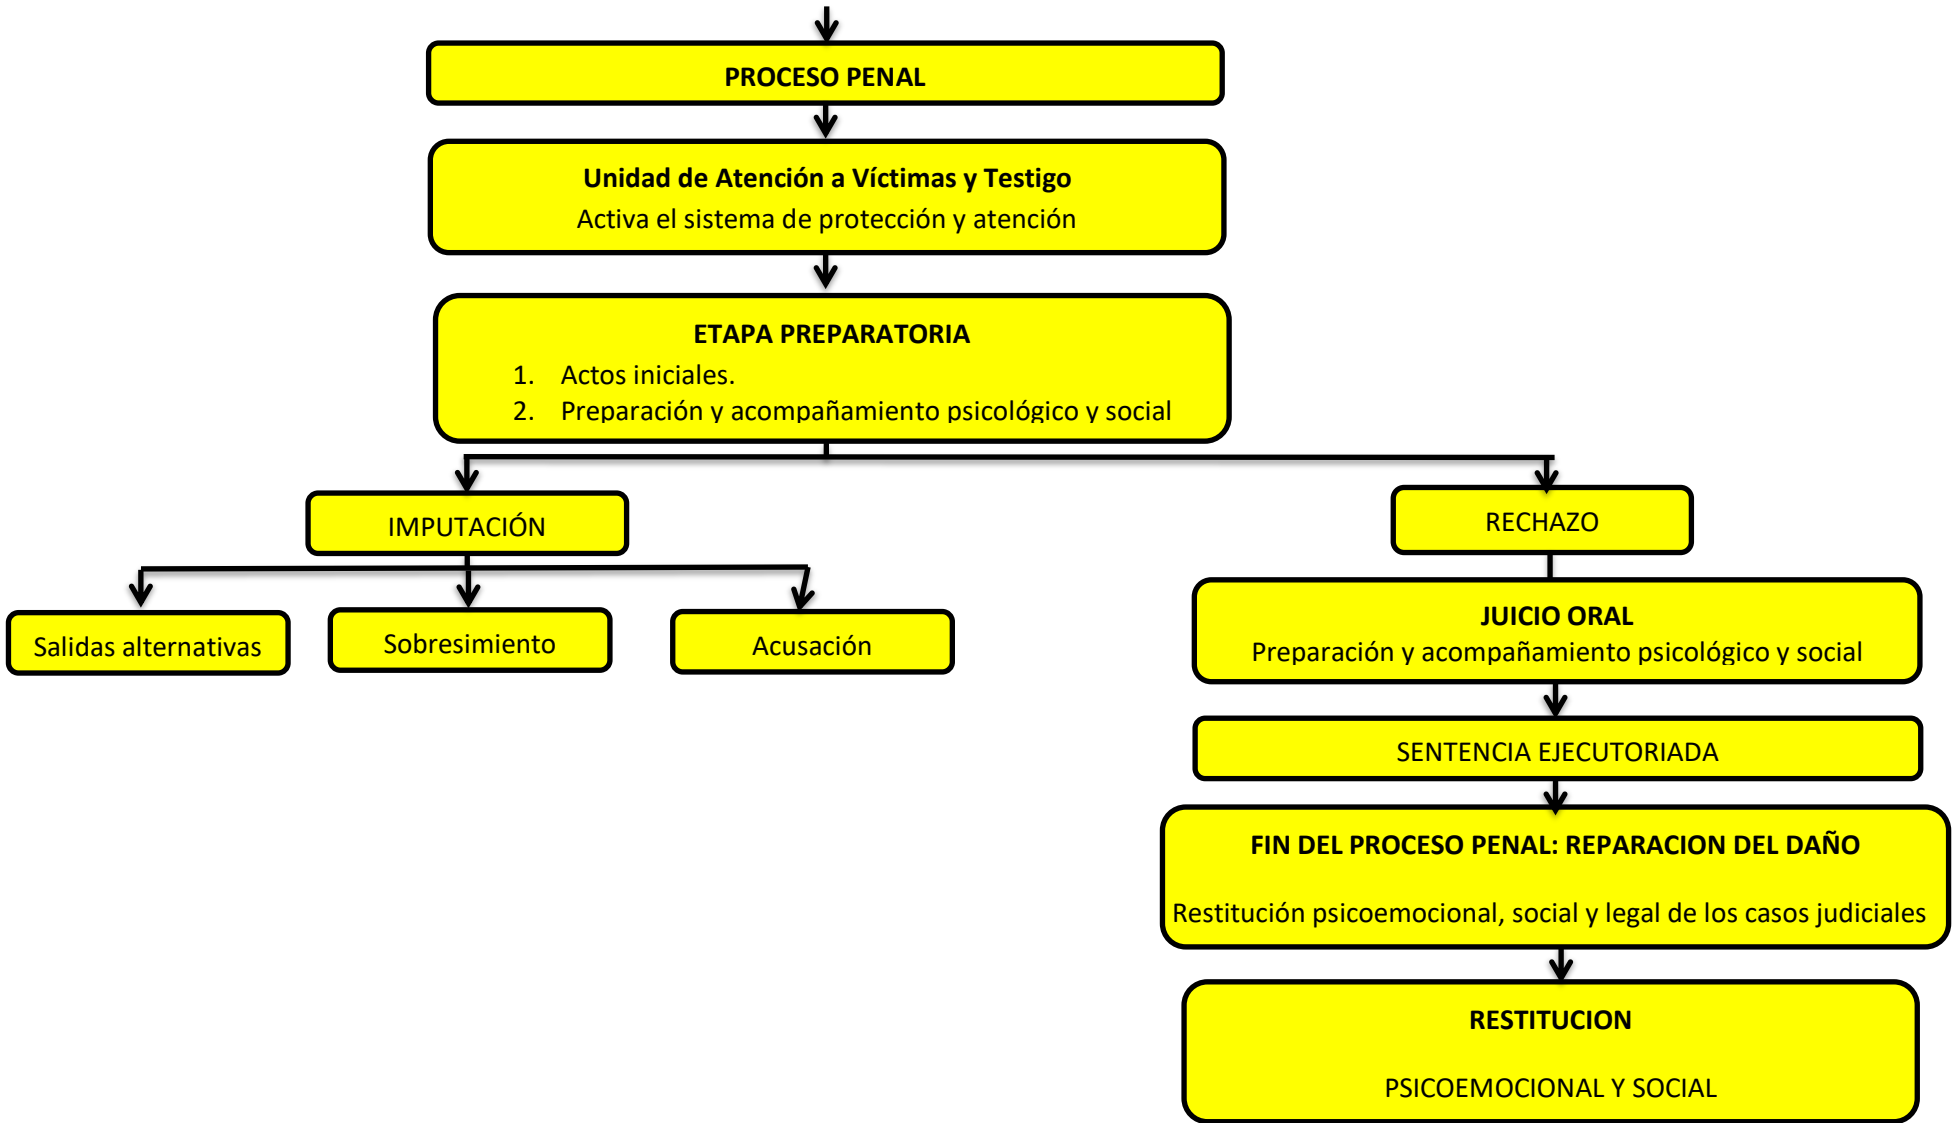 PROCESO PENAL
Unidad de Atención a Víctimas y Testigo
Activa el sistema de protección y atención
ETAPA PREPARATORIA
1. Actos iniciales.
2. Preparación y acompañamiento psicológico y social
IMPUTACIÓN
RECHAZO
Salidas alternativas
Sobresimiento
Acusación
JUICIO ORAL
Preparación y acompañamiento psicológico y social
SENTENCIA EJECUTORIADA
FIN DEL PROCESO PENAL: REPARACION DEL DAÑO
Restitución psicoemocional, social y legal de los casos judiciales
RESTITUCION
PSICOEMOCIONAL Y SOCIAL